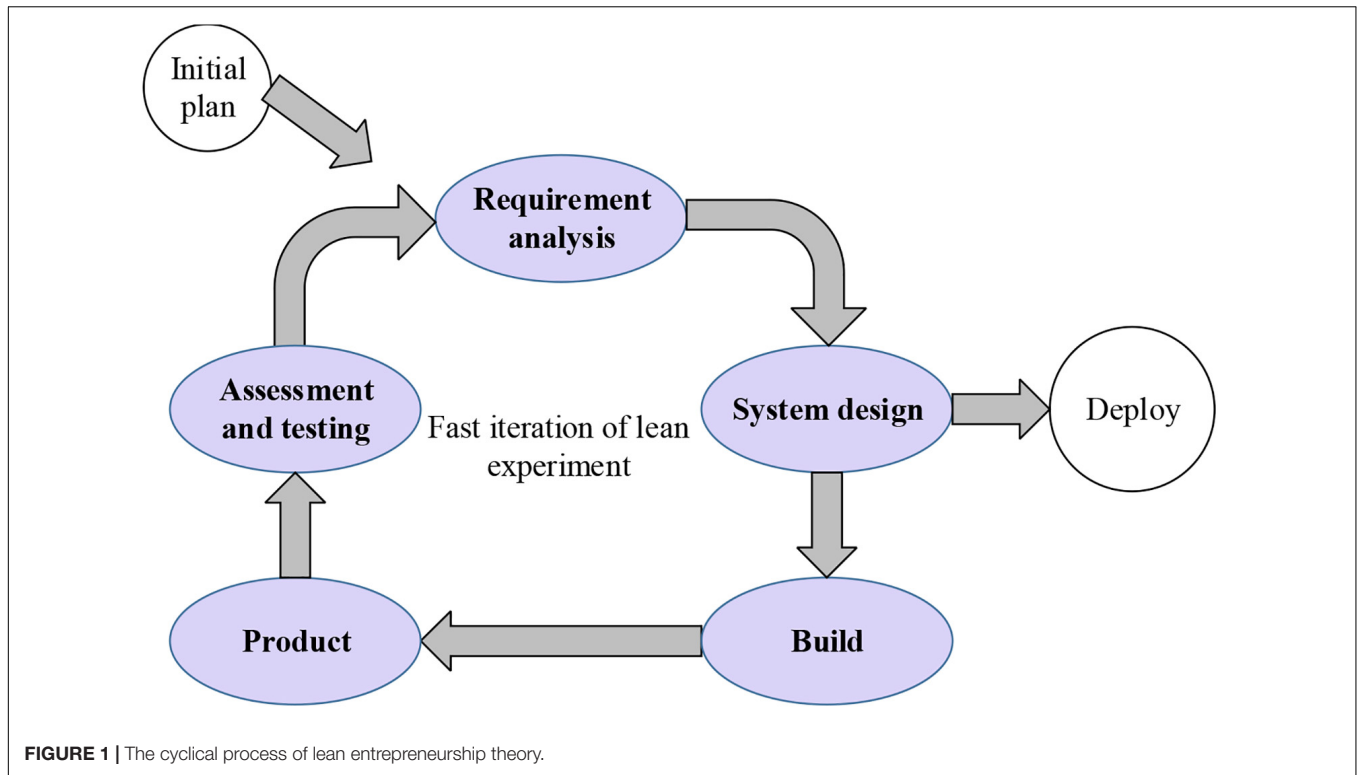 Initial
plan
Requirement
analysis
Assessment
and testing
Fast iteration of lean
experiment
System design
Deploy
Product
Build
FIGURE 1 | The cyclical process of lean entrepreneurship theory.